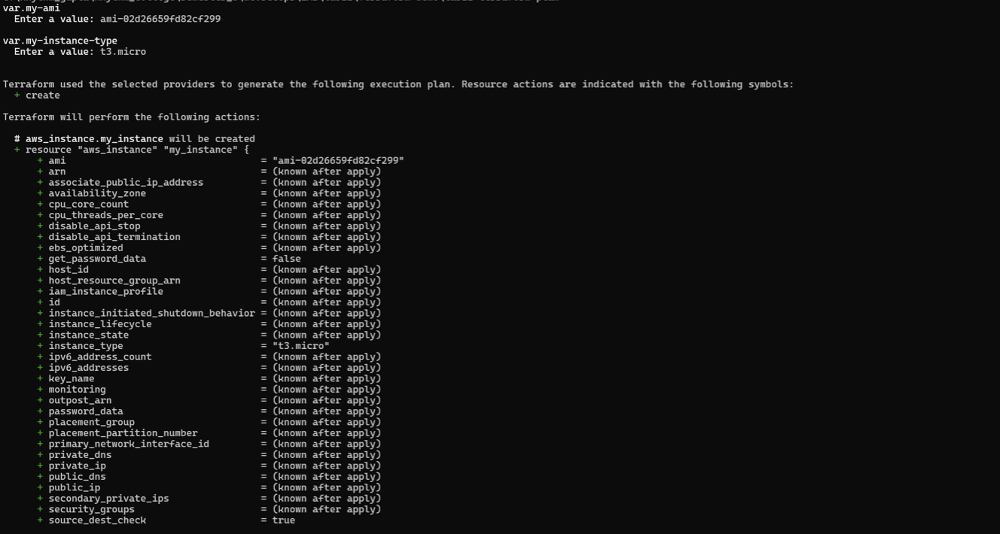 var.my-ami
  Enter a value: ami-02d26659fd82cf299

var.my-instance-type
  Enter a value: t3.micro


Terraform used the selected providers to generate the following execution plan. Resource actions are indicated with the following symbols:
  + create

Terraform will perform the following actions:

  # aws_instance.my_instance will be created
  + resource "aws_instance" "my_instance" {
      + ami                                  = "ami-02d26659fd82cf299"
      + arn                                  = (known after apply)
      + associate_public_ip_address          = (known after apply)
      + availability_zone                    = (known after apply)
      + cpu_core_count                       = (known after apply)
      + cpu_threads_per_core                 = (known after apply)
      + disable_api_stop                     = (known after apply)
      + disable_api_termination              = (known after apply)
      + ebs_optimized                        = (known after apply)
      + get_password_data                    = false
      + host_id                              = (known after apply)
      + host_resource_group_arn              = (known after apply)
      + iam_instance_profile                 = (known after apply)
      + id                                   = (known after apply)
      + instance_initiated_shutdown_behavior = (known after apply)
      + instance_lifecycle                   = (known after apply)
      + instance_state                       = (known after apply)
      + instance_type                        = "t3.micro"
      + ipv6_address_count                   = (known after apply)
      + ipv6_addresses                       = (known after apply)
      + key_name                             = (known after apply)
      + monitoring                           = (known after apply)
      + outpost_arn                          = (known after apply)
      + password_data                        = (known after apply)
      + placement_group                      = (known after apply)
      + placement_partition_number           = (known after apply)
      + primary_network_interface_id         = (known after apply)
      + private_dns                          = (known after apply)
      + private_ip                           = (known after apply)
      + public_dns                           = (known after apply)
      + public_ip                            = (known after apply)
      + secondary_private_ips                = (known after apply)
      + security_groups                      = (known after apply)
      + source_dest_check                    = true